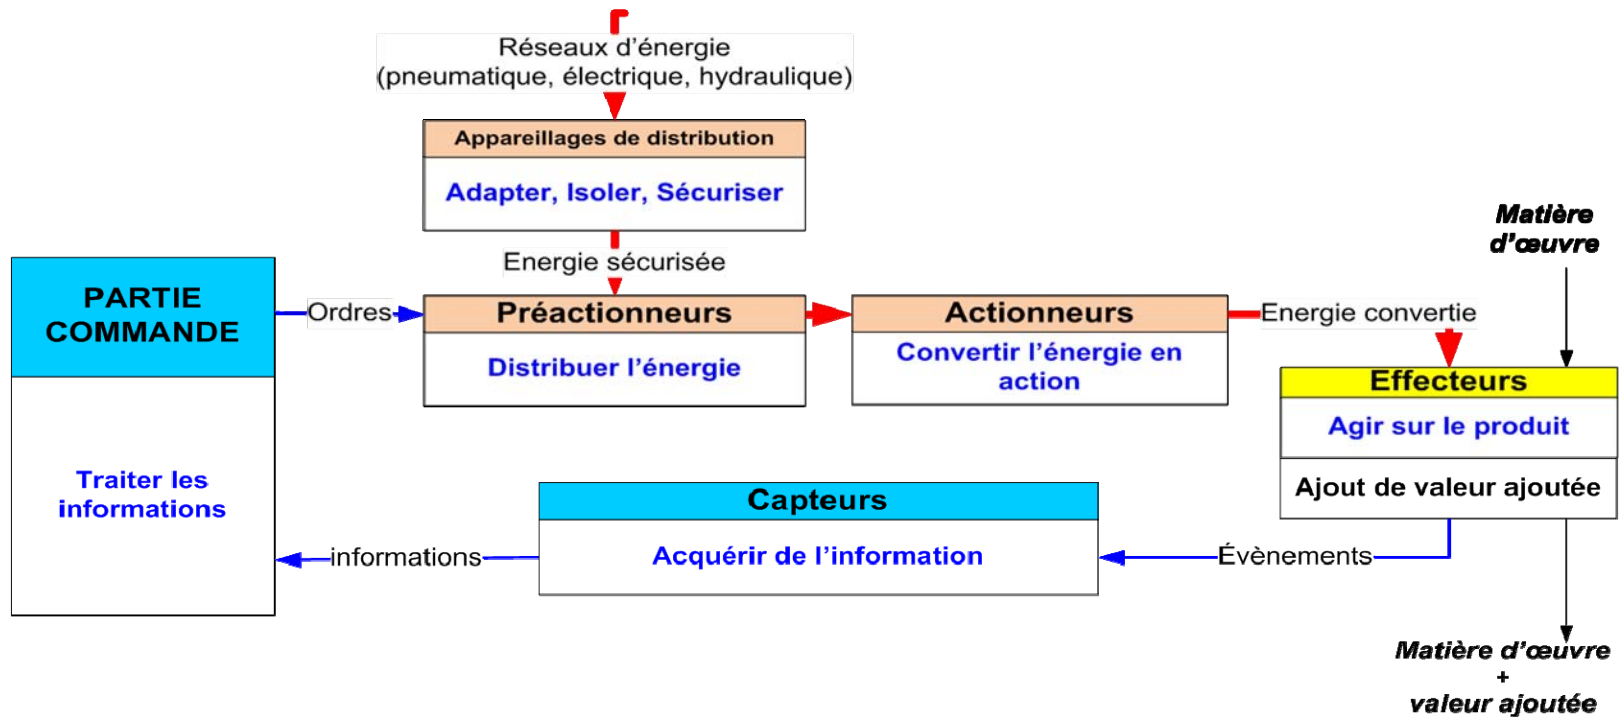 Réseaux d'énergie
(pneumatique, électrique, hydraulique)
Appareillages de distribution
Adapter, Isoler, Sécuriser
Energie sécurisée
Matière
d'œuvre
PARTIE
COMMANDE
Traiter les
informations
Ordres
Préactionneurs
Distribuer l'énergie
Actionneurs
Convertir l'énergie en
action
Energie convertie
Effecteurs
Agir sur le produit
Ajout de valeur ajoutée
Capteurs
Acquérir de l'information
informations
Évènements
Matière d'œuvre
+
valeur ajoutée